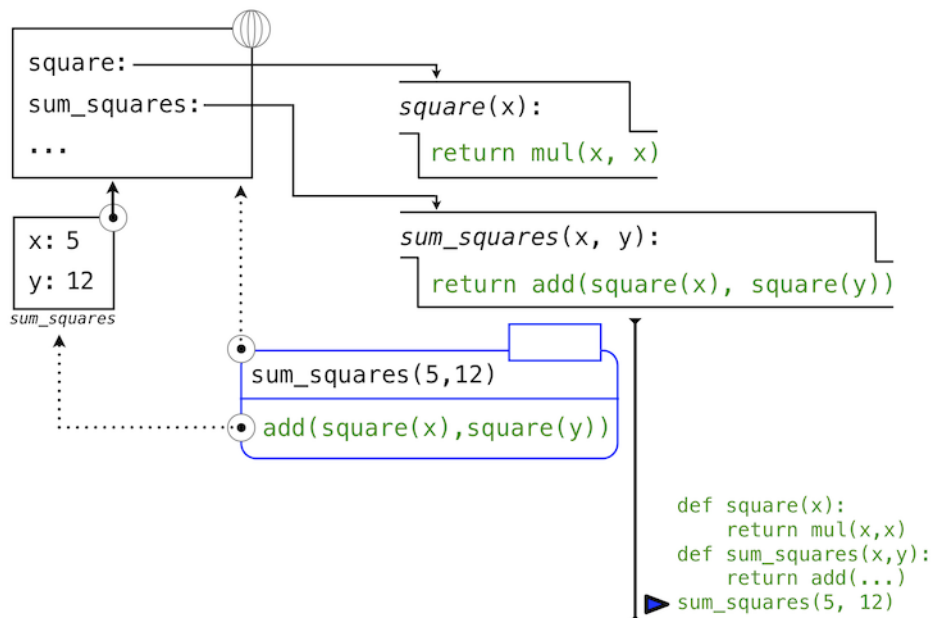 square:
sum_squares:
...
square(x):
return mul(x, x)
x: 5
y: 12
sum_squares
sum_squares(x, y):
return add(square(x), square(y))
sum_squares(5,12)
add(square(x),square(y))
def square(x):
    return mul(x,x)
def sum_squares(x,y):
    return add(...)
sum_squares(5, 12)